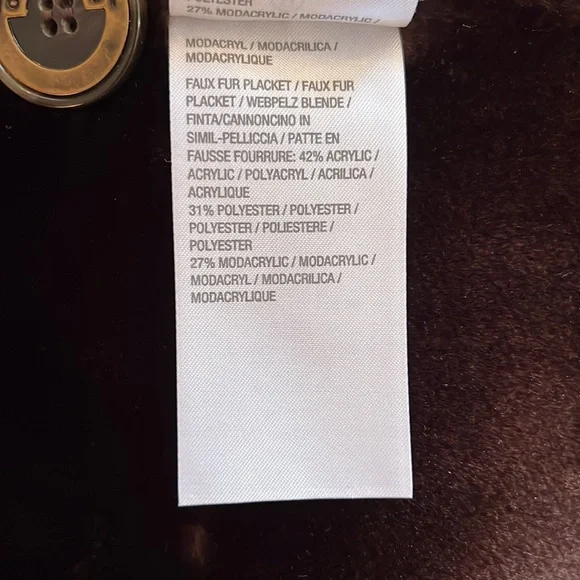 POLYESTER
27% MODACRYLIC / MODACRYLIC /
MODACRYL / MODACRILICA /
MODACRYLIQUE
FAUX FUR PLACKET / FAUX FUR
PLACKET / WEBPELZ BLENDE /
FINTA/CANNONCINO IN
SIMIL-PELLICCIA / PATTE EN
FAUSSE FOURRURE: 42% ACRYLIC /
ACRYLIC / POLYACRYL / ACRILICA /
ACRYLIQUE
31% POLYESTER / POLYESTER /
POLYESTER / POLIESTERE /
POLYESTER
27% MODACRYLIC / MODACRYLIC /
MODACRYL / MODACRILICA /
MODACRYLIQUE